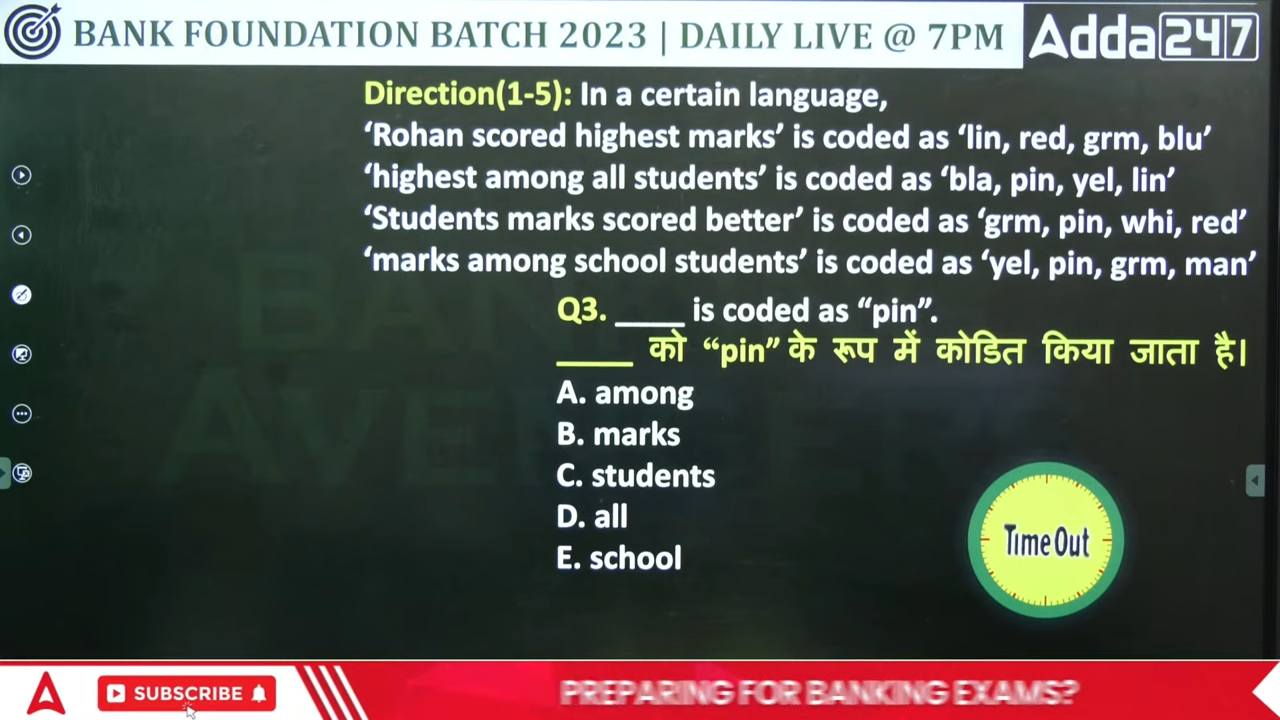 BANK FOUNDATION BATCH 2023 | DAILY LIVE @ 7PM
Adda247
Direction(1-5): In a certain language,
‘Rohan scored highest marks’ is coded as ‘lin, red, grm, blu’
‘highest among all students’ is coded as ‘bla, pin, yel, lin’
‘Students marks scored better’ is coded as ‘grm, pin, whi, red’
‘marks among school students’ is coded as ‘yel, pin, grm, man’
Q3. ____ is coded as “pin”.
____ को “pin” के रूप में कोडित किया जाता है।
A. among
B. marks
C. students
D. all
E. school
Time Out
SUBSCRIBE
PREPARING FOR BANKING EXAMS?